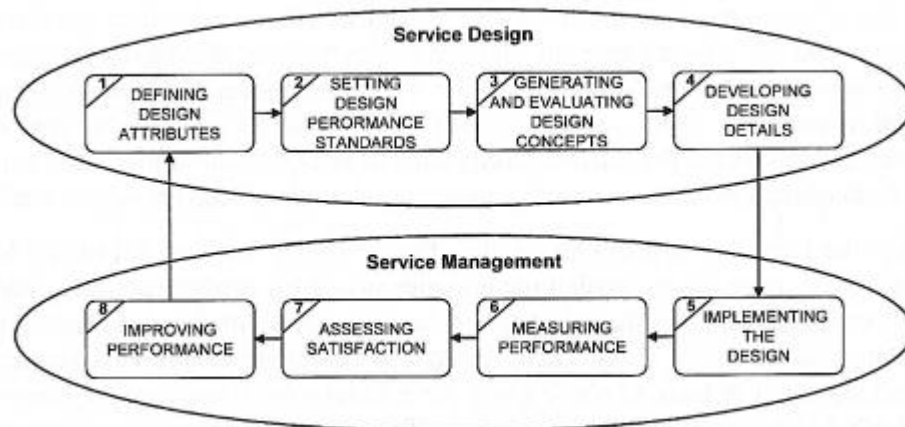 Service Design
1
DEFINING
DESIGN
ATTRIBUTES
2
SETTING
DESIGN
PERORMANCE
STANDARDS
3
GENERATING
AND EVALUATING
DESIGN
CONCEPTS
4
DEVELOPING
DESIGN
DETAILS
Service Management
8
IMPROVING
PERFORMANCE
7
ASSESSING
SATISFACTION
6
MEASURING
PERFORMANCE
5
IMPLEMENTING
THE
DESIGN